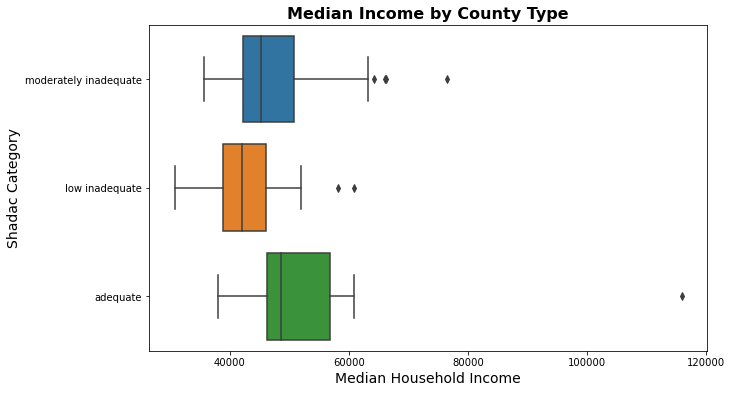 Median Income by County Type
Shadac Category
moderately inadequate
low inadequate
adequate
40000
60000
80000
100000
120000
Median Household Income